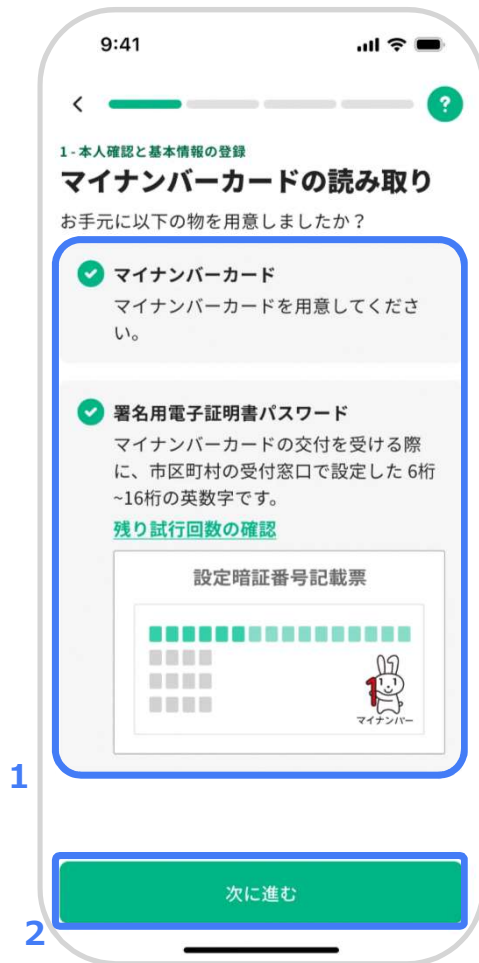 9:41
?
1 - 本人確認と基本情報の登録
マイナンバーカードの読み取り
お手元に以下の物を用意しましたか？
マイナンバーカード
マイナンバーカードを用意してくださ
い。
署名用電子証明書パスワード
マイナンバーカードの交付を受ける際
に、市区町村の受付窓口で設定した 6桁
~16桁の英数字です。
残り試行回数の確認
設定暗証番号記載票
1
マイナンバー
1
次に進む
2